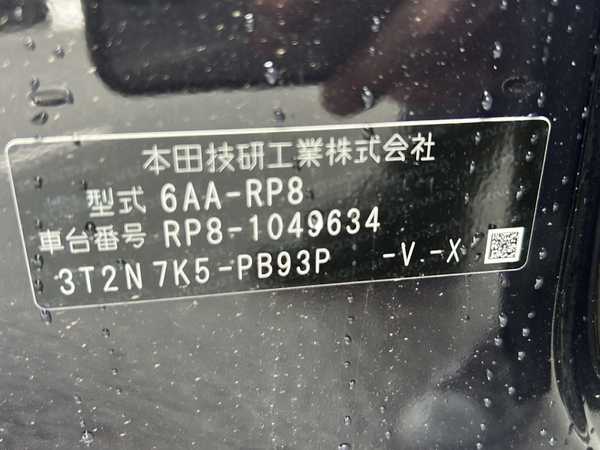 本田技研工業株式会社
型式 6AA-RP8
車台番号 RP8-1049634
3T2N 7K5-PB93P -V -X